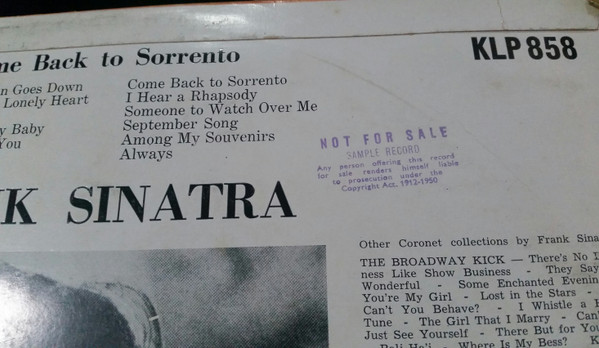 me Back to Sorrento
KLP 858
n Goes Down
Lonely Heart
y Baby
You
Come Back to Sorrento
I Hear a Rhapsody
Someone to Watch Over Me
September Song
Among My Souvenirs
Always
NOT FOR SALE
SAMPLE RECORD
Any person offering this record
for sale renders himself liable
to prosecution under the
Copyright Act, 1912-1950
K SINATRA
Other Coronet collections by Frank Sina
THE BROADWAY KICK — There's No
ness Like Show Business - They Say
Wonderful - Some Enchanted Evenin
You're My Girl - Lost in the Stars -
Can't You Behave? - I Whistle a
Tune - The Girl That I Marry - Can'
Just See Yourself - There But for You
Bali Ha'i - Where Is My Bess?